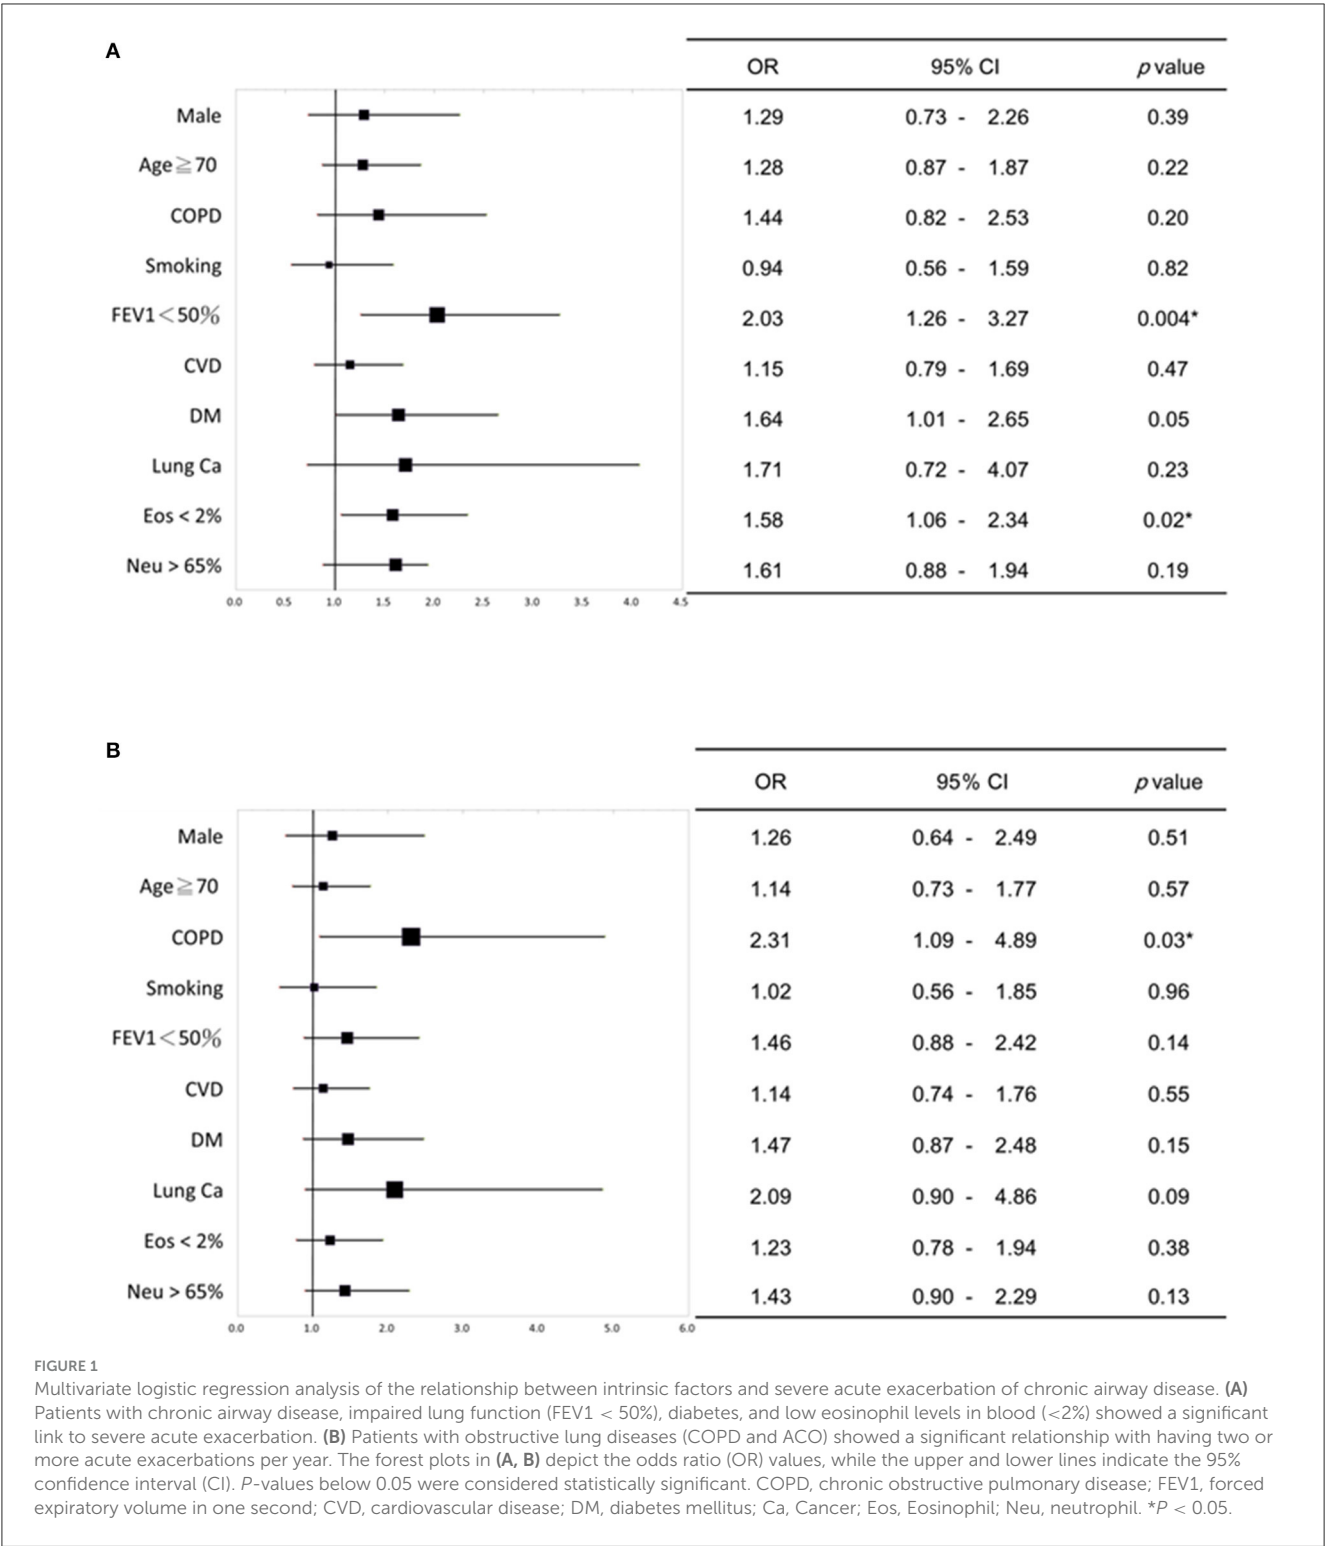 A
OR 95% CI p value
Male 1.29 0.73 - 2.26 0.39
Age≧70 1.28 0.87 - 1.87 0.22
COPD 1.44 0.82 - 2.53 0.20
Smoking 0.94 0.56 - 1.59 0.82
FEV1<50% 2.03 1.26 - 3.27 0.004*
CVD 1.15 0.79 - 1.69 0.47
DM 1.64 1.01 - 2.65 0.05
Lung Ca 1.71 0.72 - 4.07 0.23
Eos < 2% 1.58 1.06 - 2.34 0.02*
Neu > 65% 1.61 0.88 - 1.94 0.19
0.0 0.5 1.0 1.5 2.0 2.5 3.0 3.5 4.0 4.5
B
OR 95% CI p value
Male 1.26 0.64 - 2.49 0.51
Age≧70 1.14 0.73 - 1.77 0.57
COPD 2.31 1.09 - 4.89 0.03*
Smoking 1.02 0.56 - 1.85 0.96
FEV1<50% 1.46 0.88 - 2.42 0.14
CVD 1.14 0.74 - 1.76 0.55
DM 1.47 0.87 - 2.48 0.15
Lung Ca 2.09 0.90 - 4.86 0.09
Eos < 2% 1.23 0.78 - 1.94 0.38
Neu > 65% 1.43 0.90 - 2.29 0.13
0.0 1.0 2.0 3.0 4.0 5.0 6.0
FIGURE 1
Multivariate logistic regression analysis of the relationship between intrinsic factors and severe acute exacerbation of chronic airway disease. (A)
Patients with chronic airway disease, impaired lung function (FEV1 < 50%), diabetes, and low eosinophil levels in blood (<2%) showed a significant
link to severe acute exacerbation. (B) Patients with obstructive lung diseases (COPD and ACO) showed a significant relationship with having two or
more acute exacerbations per year. The forest plots in (A, B) depict the odds ratio (OR) values, while the upper and lower lines indicate the 95%
confidence interval (CI). P-values below 0.05 were considered statistically significant. COPD, chronic obstructive pulmonary disease; FEV1, forced
expiratory volume in one second; CVD, cardiovascular disease; DM, diabetes mellitus; Ca, Cancer; Eos, Eosinophil; Neu, neutrophil. *P < 0.05.